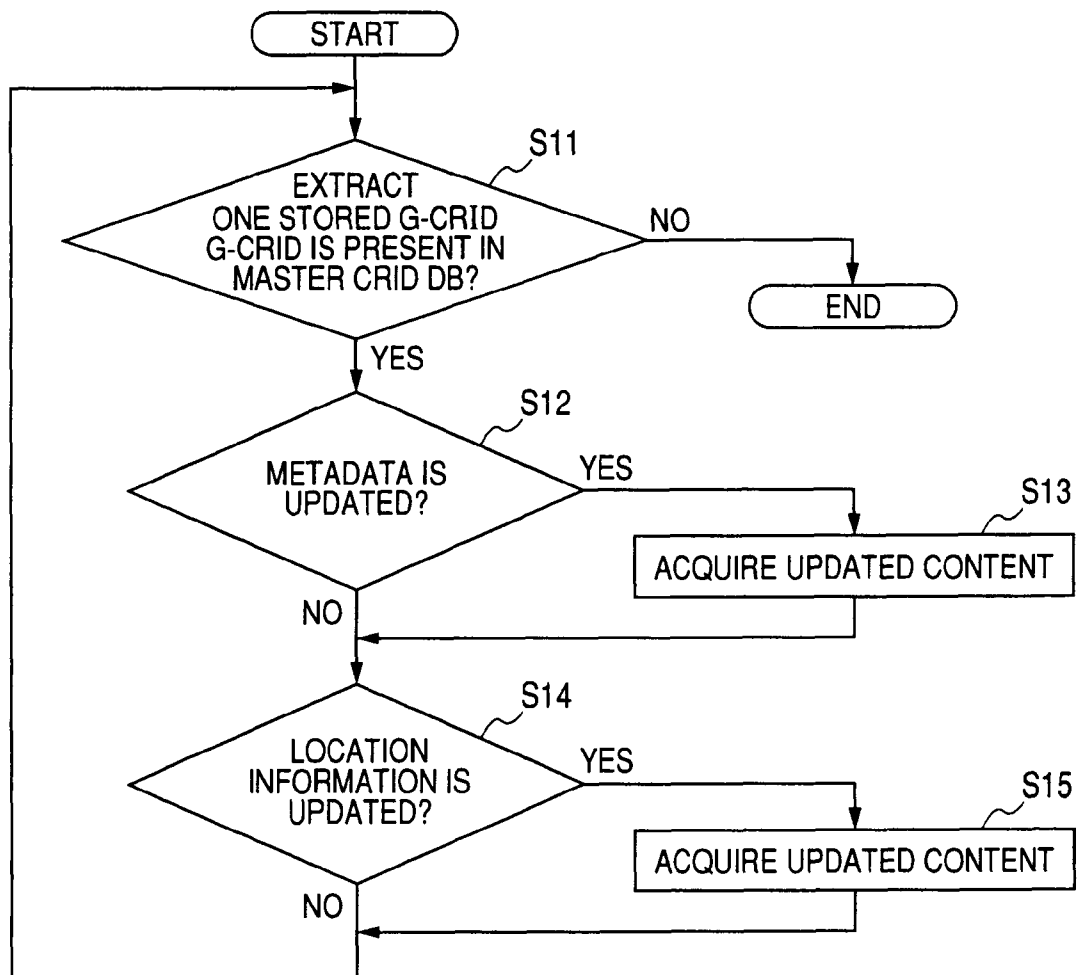 START
S11
EXTRACT
ONE STORED G-CRID
G-CRID IS PRESENT IN
MASTER CRID DB?
NO
END
YES
S12
METADATA IS
UPDATED?
YES
S13
ACQUIRE UPDATED CONTENT
NO
S14
LOCATION
INFORMATION IS
UPDATED?
YES
S15
ACQUIRE UPDATED CONTENT
NO